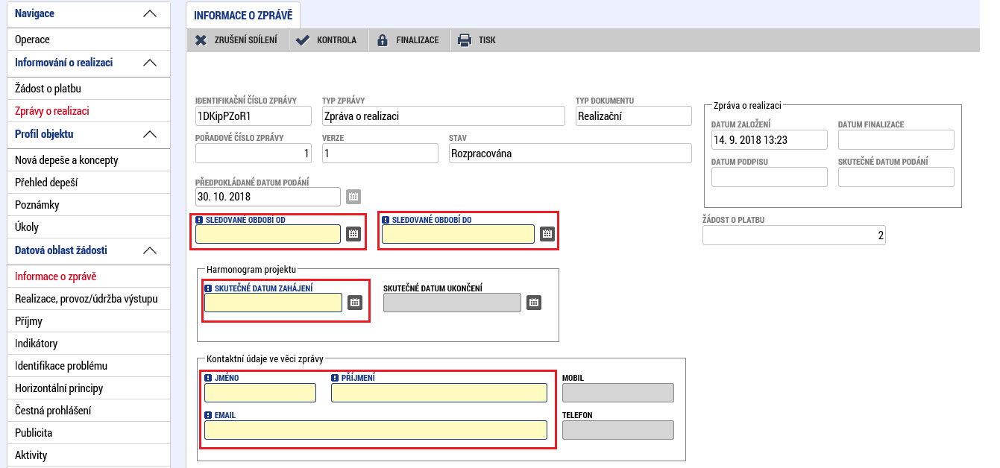 Navigace
Operace
Informování o realizaci
Žádost o platbu
Zprávy o realizaci
Profil objektu
Nová depeše a koncepty
Přehled depeší
Poznámky
Úkoly
Datová oblast žádosti
Informace o zprávě
Realizace, provoz/údržba výstupu
Příjmy
Indikátory
Identifikace problému
Horizontální principy
Čestná prohlášení
Publicita
Aktivity
INFORMACE O ZPRÁVĚ
ZRUŠENÍ SDÍLENÍ KONTROLA FINALIZACE TISK
IDENTIFIKAČNÍ ČÍSLO ZPRÁVY TYP ZPRÁVY TYP DOKUMENTU
1DKipPZoR1 Zpráva o realizaci Realizační
POŘADOVÉ ČÍSLO ZPRÁVY VERZE STAV
1 1 Rozpracována
PŘEDPOKLÁDANÉ DATUM PODÁNÍ
30. 10. 2018
SLEDOVANÉ OBDOBÍ OD SLEDOVANÉ OBDOBÍ DO
Zpráva o realizaci
DATUM ZALOŽENÍ DATUM FINALIZACE
14. 9. 2018 13:23
DATUM PODPISU SKUTEČNÉ DATUM PODÁNÍ
ŽÁDOST O PLATBU
2
Harmonogram projektu
SKUTEČNÉ DATUM ZAHÁJENÍ SKUTEČNÉ DATUM UKONČENÍ
Kontaktní údaje ve věci zprávy
JMÉNO PŘÍJMENÍ MOBIL
EMAIL TELEFON